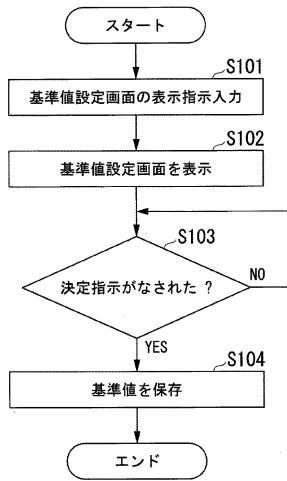 スタート
S101
基準値設定画面の表示指示入力
S102
基準値設定画面を表示
S103
決定指示がなされた ?
NO
YES
S104
基準値を保存
エンド